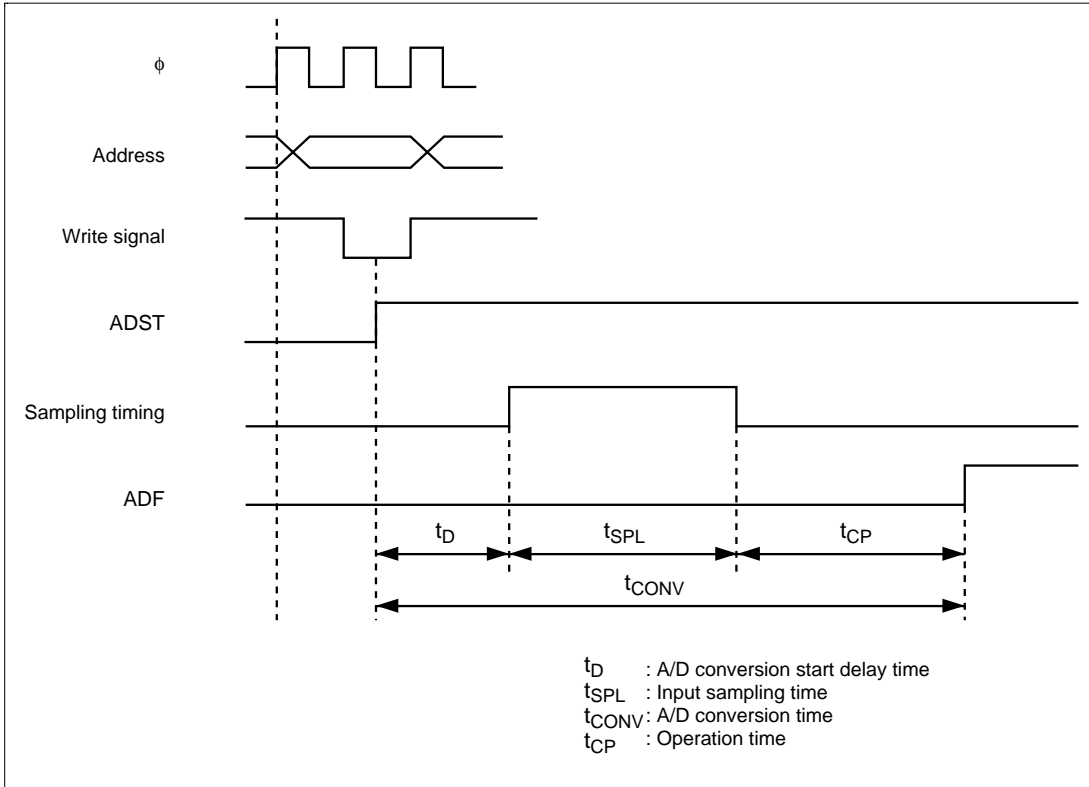 ϕ
Address
Write signal
ADST
Sampling timing
ADF
tD tSPL tCP
tCONV
tD : A/D conversion start delay time
tSPL : Input sampling time
tCONV : A/D conversion time
tCP : Operation time